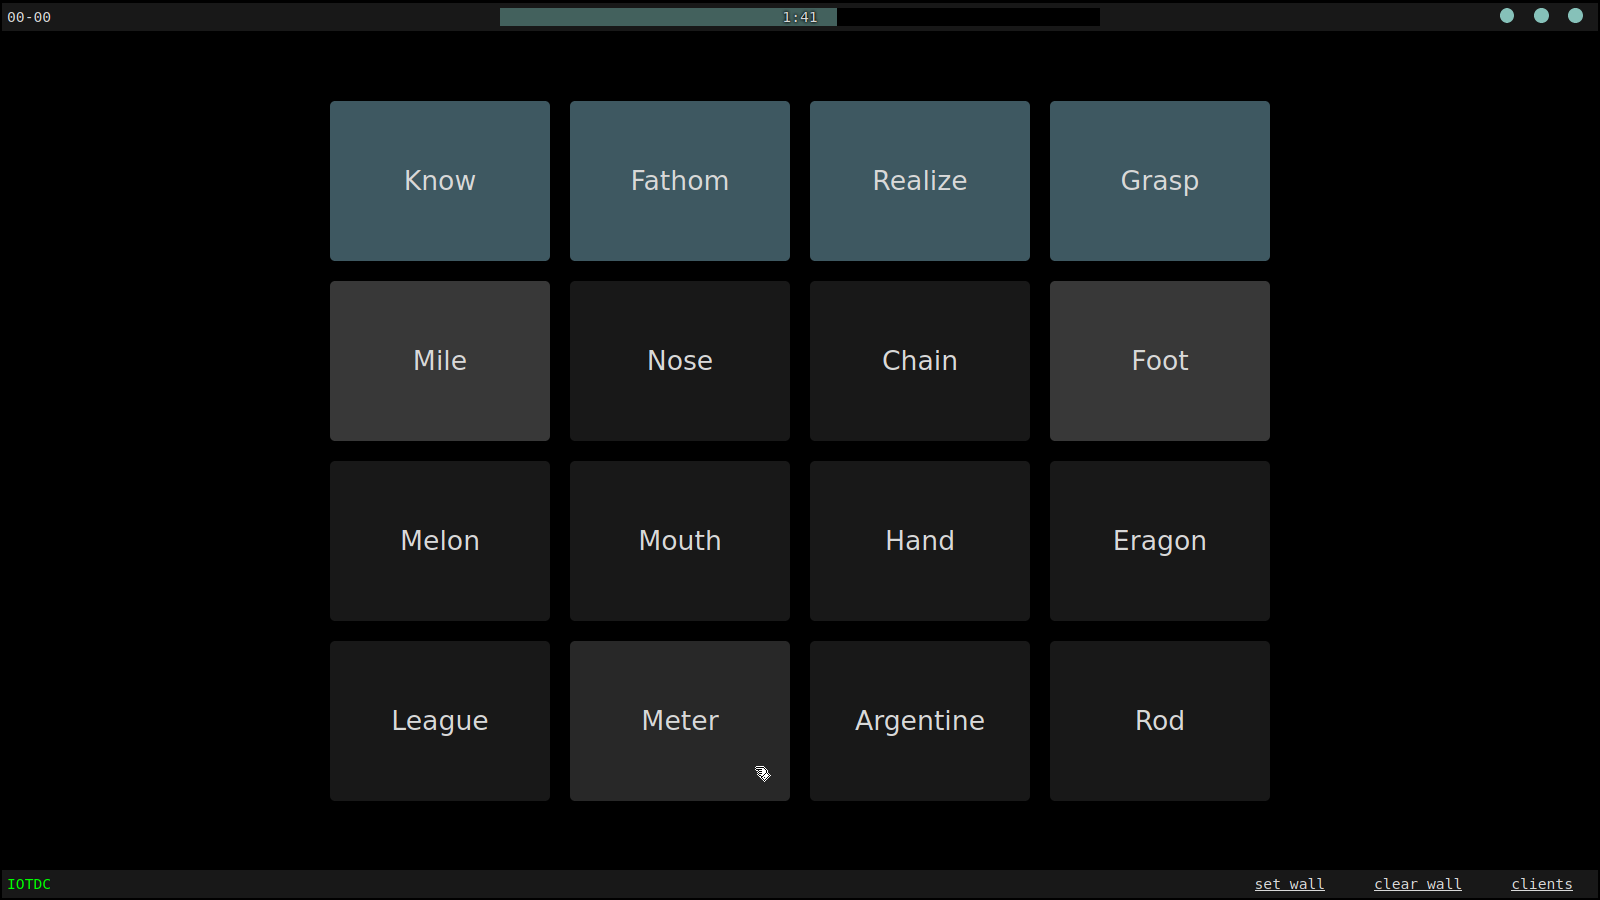 00-00
1:41
Know Fathom Realize Grasp
Mile Nose Chain Foot
Melon Mouth Hand Eragon
League Meter Argentine Rod
IOTDC
set wall clear wall clients